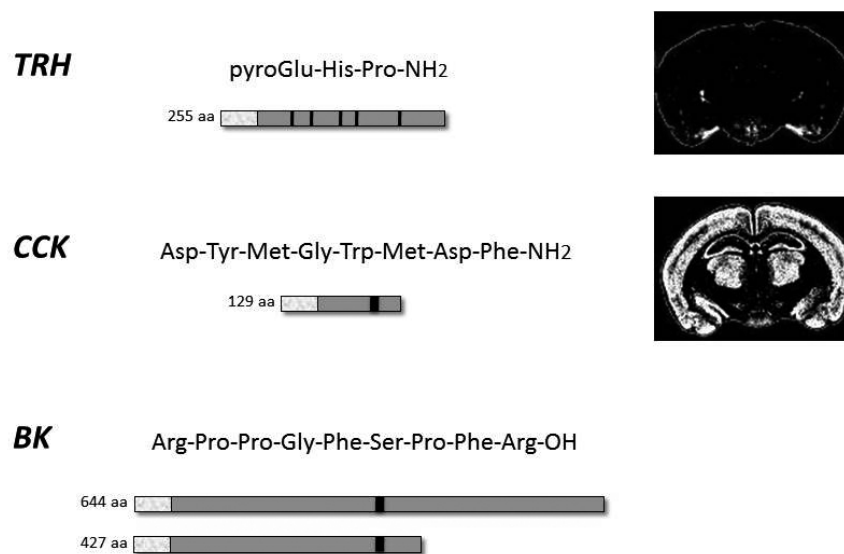 TRH
pyroGlu-His-Pro-NH2
255 aa
CCK
Asp-Tyr-Met-Gly-Trp-Met-Asp-Phe-NH2
129 aa
BK
Arg-Pro-Pro-Gly-Phe-Ser-Pro-Phe-Arg-OH
644 aa
427 aa